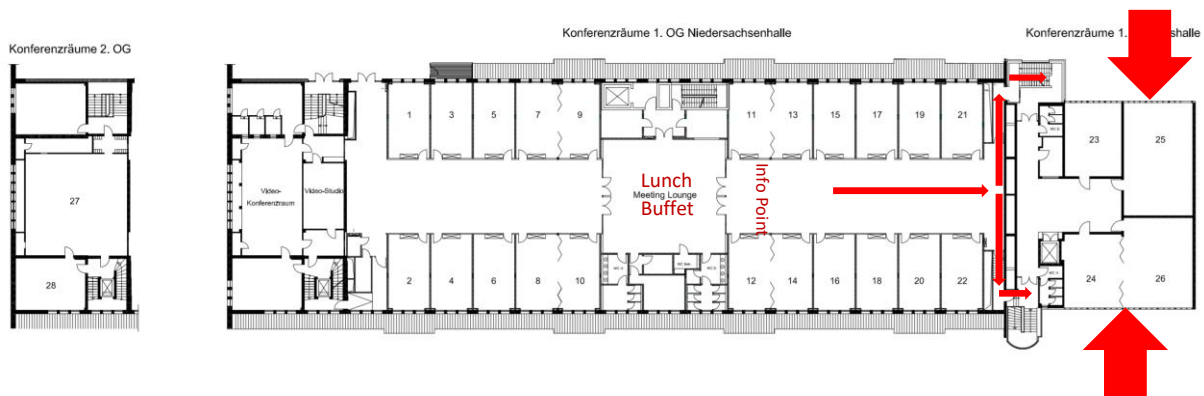 Konferenzräume 2. OG
Konferenzräume 1. OG Niedersachsenhalle
Konferenzräume 1.
shalle
1
3
5
7
9
11
13
15
17
19
21
23
25
27
Video-
Konferenzraum
Video-Studio
Lunch
Meeting Lounge
Buffet
Info Point
28
2
4
6
8
10
12
14
16
18
20
22
24
26